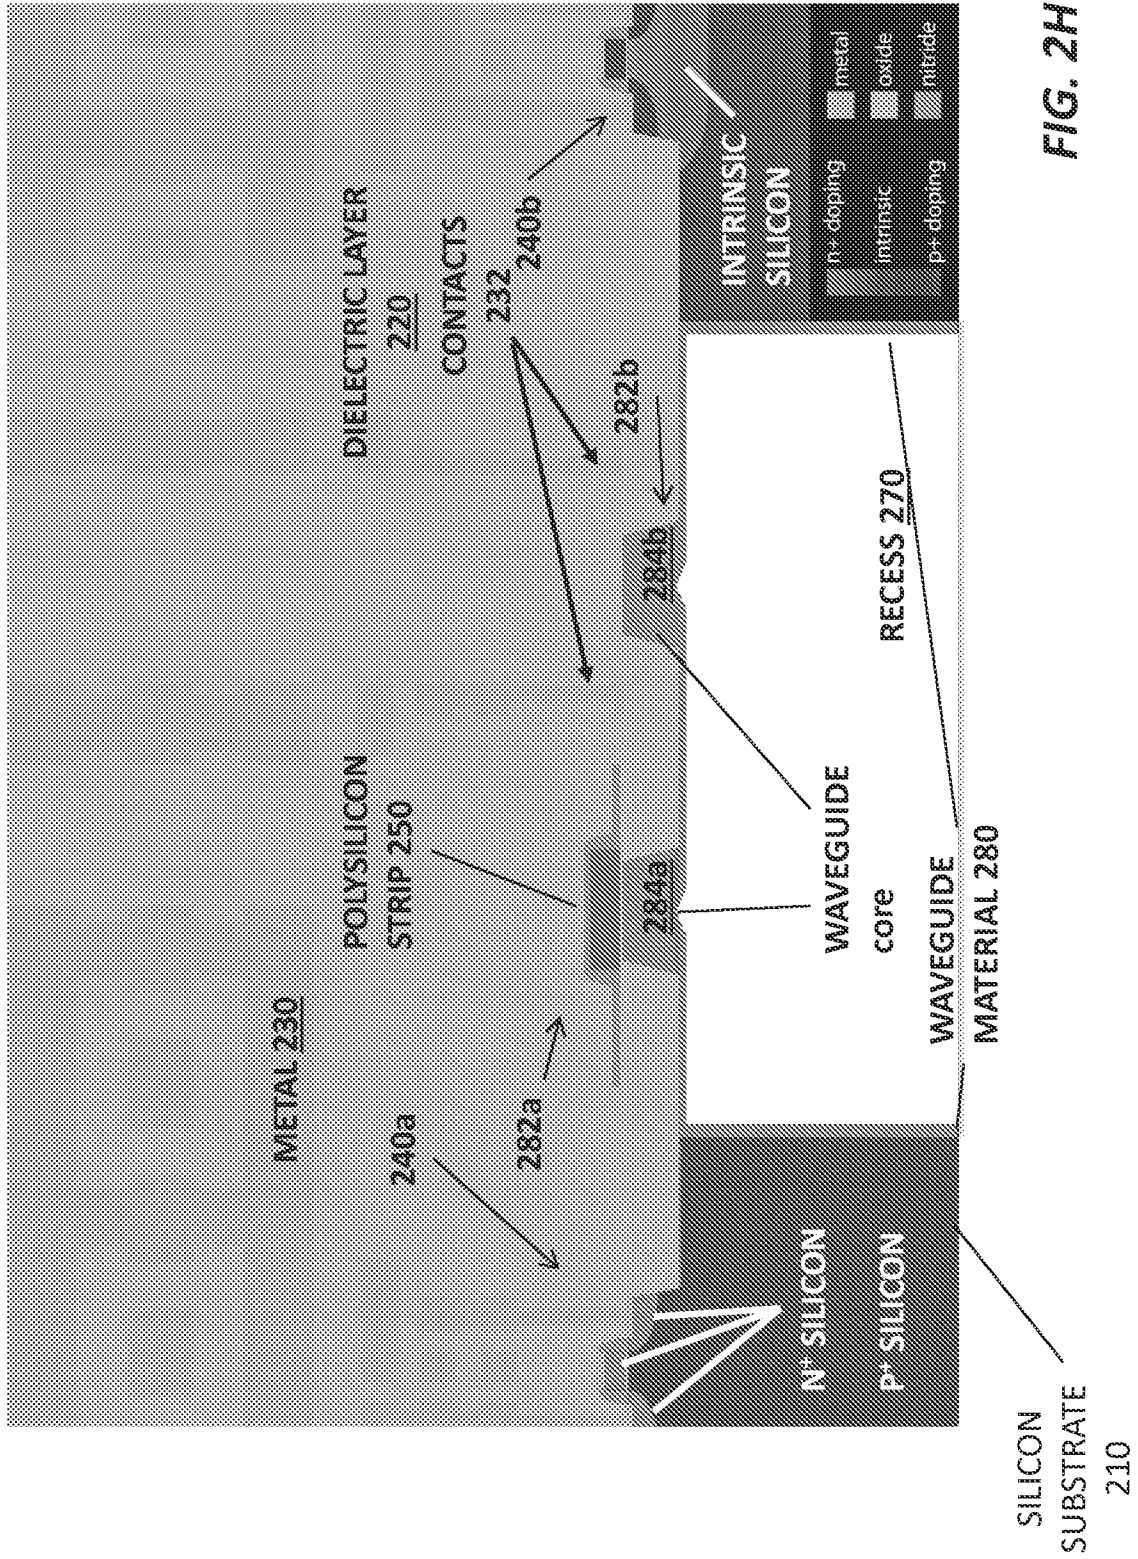 METAL 230
240a
282a
POLYSILICON
STRIP 250
DIELECTRIC LAYER
220
CONTACTS
232
240b
282b
284a
284b
INTRINSIC
SILICON
N+ SILICON
P+ SILICON
WAVEGUIDE
core
RECESS 270
WAVEGUIDE
MATERIAL 280
n+ doping
intrinsic
p+ doping
metal
oxide
nitride
SILICON
SUBSTRATE
210
FIG. 2H